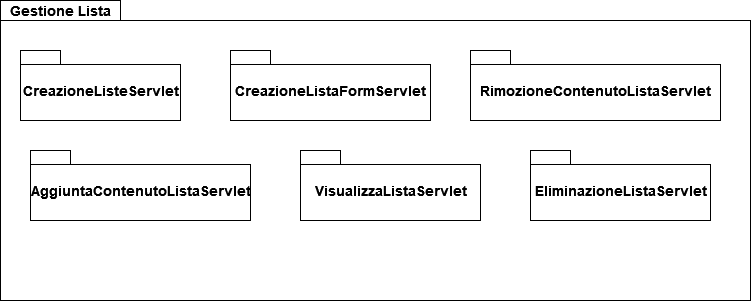 Gestione Lista
CreazioneListeServlet
CreazioneListaFormServlet
RimozioneContenutoListaServlet
AggiuntaContenutoListaServlet
VisualizzaListaServlet
EliminazioneListaServlet